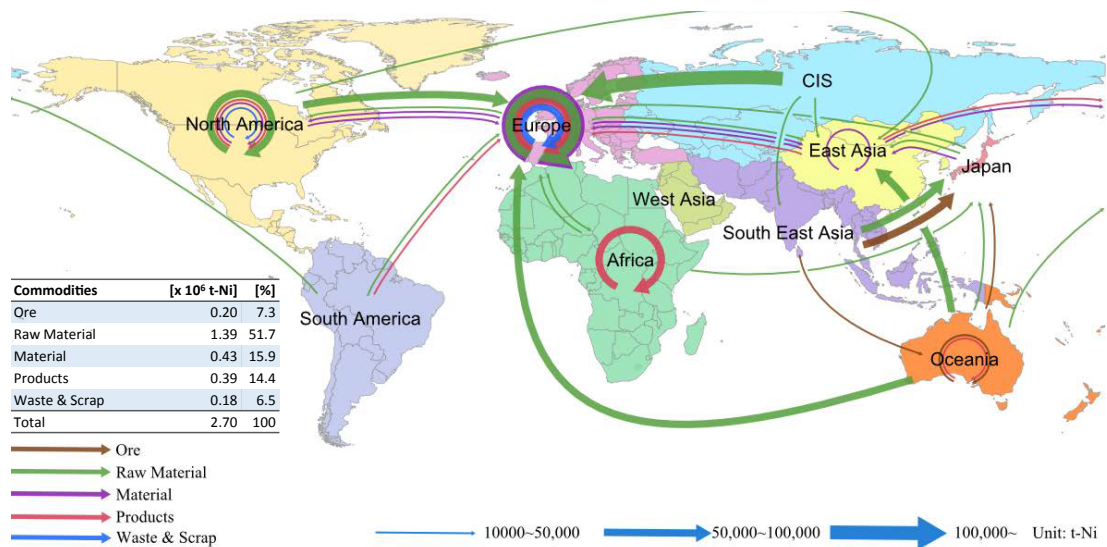 CIS
North America
Europe
East Asia
Japan
West Asia
South East Asia
Africa
South America
Oceania
Commodities [x 10⁶ t-Ni] [%]
Ore 0.20 7.3
Raw Material 1.39 51.7
Material 0.43 15.9
Products 0.39 14.4
Waste & Scrap 0.18 6.5
Total 2.70 100
Ore
Raw Material
Material
Products
Waste & Scrap
10000~50,000 50,000~100,000 100,000~ Unit: t-Ni